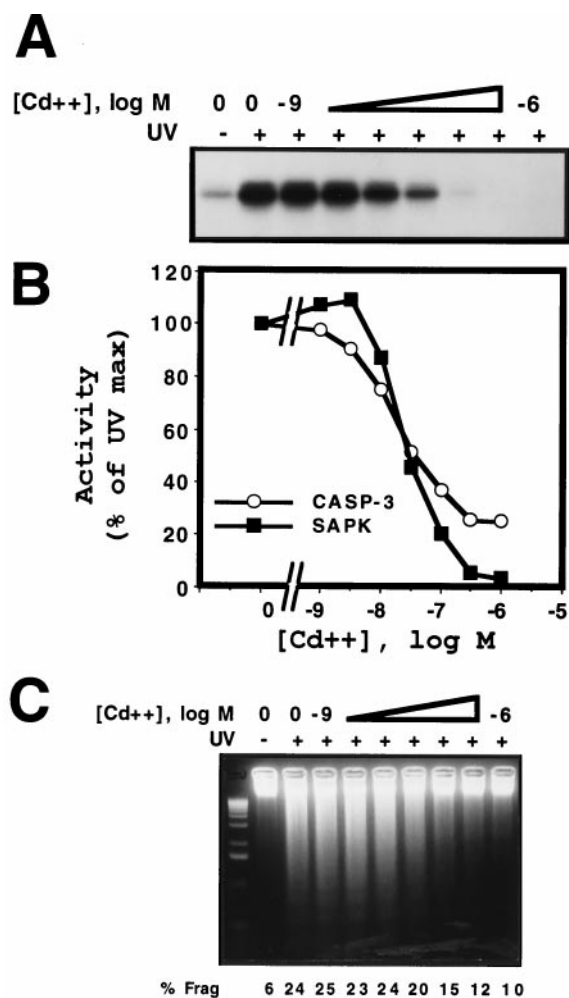 A
[Cd++], log M 0 0 -9 -6
UV - + + + + + + + +
B
120
100
80
60
40
20
0
Activity
(% of UV max)
CASP-3
SAPK
0 -9 -8 -7 -6 -5
[Cd++], log M
C
[Cd++], log M 0 0 -9 -6
UV - + + + + + + + +
% Frag 6 24 25 23 24 20 15 12 10